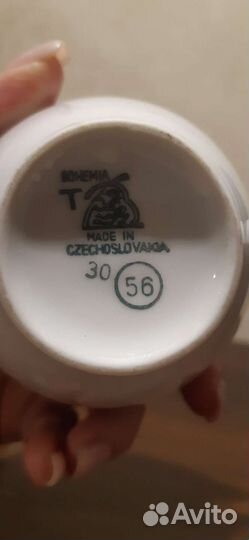 BOHEMIA
T
MADE IN
CZECHOSLOVAKIA
30 56
Avito